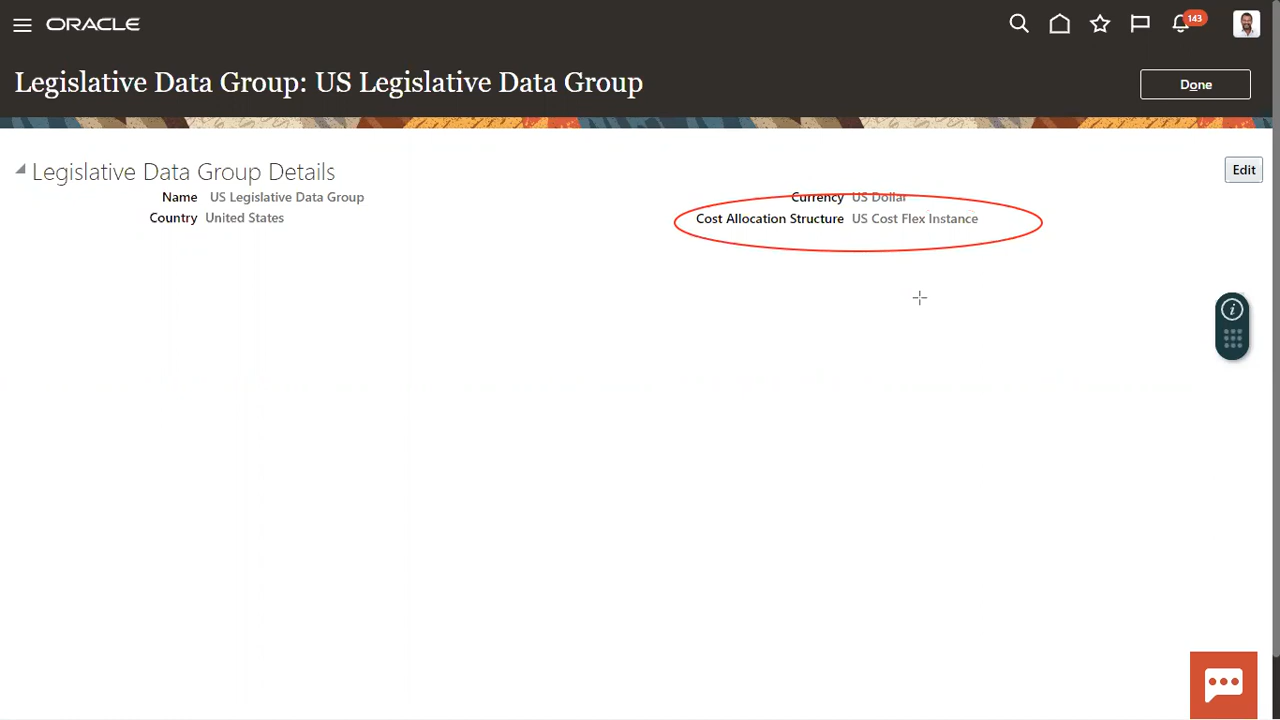 ORACLE
143
Legislative Data Group: US Legislative Data Group
Done
Legislative Data Group Details
Edit
Name US Legislative Data Group
Country United States
Currency US Dollar
Cost Allocation Structure US Cost Flex Instance